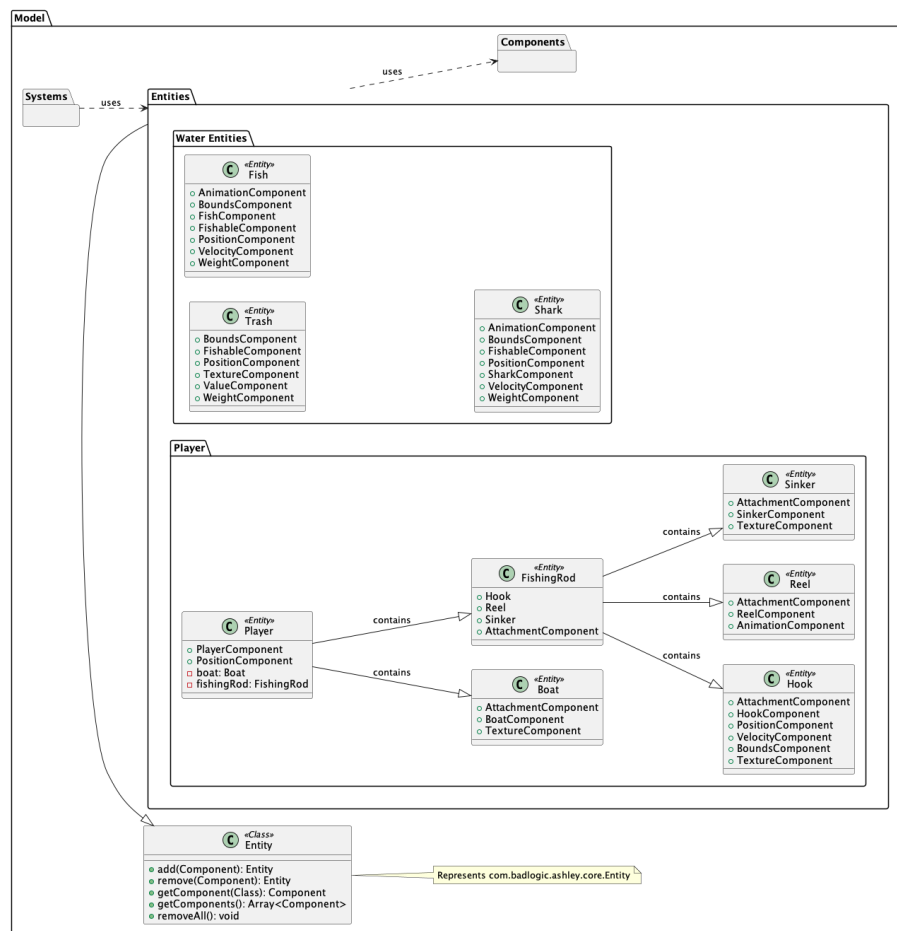 Model
Components
uses
Systems
uses
Entities
Water Entities
C «Entity»
Fish
AnimationComponent
BoundsComponent
FishComponent
FishableComponent
PositionComponent
VelocityComponent
WeightComponent
C «Entity»
Trash
BoundsComponent
FishableComponent
PositionComponent
TextureComponent
ValueComponent
WeightComponent
C «Entity»
Shark
AnimationComponent
BoundsComponent
FishableComponent
PositionComponent
SharkComponent
VelocityComponent
WeightComponent
Player
C «Entity»
Player
PlayerComponent
PositionComponent
boat: Boat
fishingRod: FishingRod
contains
contains
C «Entity»
FishingRod
Hook
Reel
Sinker
AttachmentComponent
C «Entity»
Boat
AttachmentComponent
BoatComponent
TextureComponent
contains
contains
contains
C «Entity»
Sinker
AttachmentComponent
SinkerComponent
TextureComponent
C «Entity»
Reel
AttachmentComponent
ReelComponent
AnimationComponent
C «Entity»
Hook
AttachmentComponent
HookComponent
PositionComponent
VelocityComponent
BoundsComponent
TextureComponent
C «Class»
Entity
add(Component): Entity
remove(Component): Entity
getComponent(Class): Component
getComponents(): Array<Component>
removeAll(): void
Represents com.badlogic.ashley.core.Entity